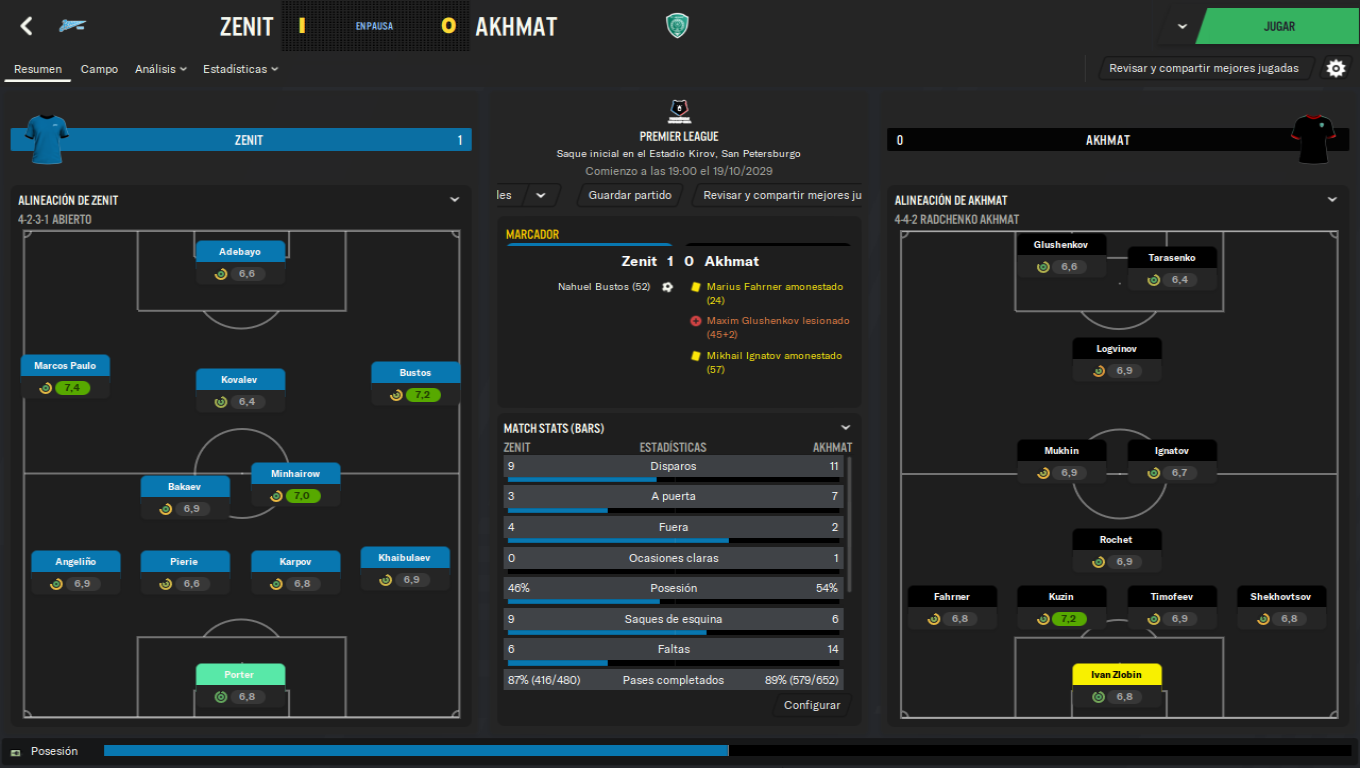 ZENIT 1 EN PAUSA 0 AKHMAT
JUGAR
Resumen Campo Análisis Estadísticas
Revisar y compartir mejores jugadas
ZENIT 1
ALINEACIÓN DE ZENIT
4-2-3-1 ABIERTO
Adebayo
6,6
Marcos Paulo
7,4
Kovalev
6,4
Bustos
7,2
Minhairow
7,0
Bakaev
6,9
Angeliño
6,9
Pierie
6,6
Karpov
6,8
Khaibulaev
6,9
Porter
6,8
PREMIER LEAGUE
Saque inicial en el Estadio Kirov, San Petersburgo
Comienzo a las 19:00 el 19/10/2029
les
Guardar partido
Revisar y compartir mejores ju
MARCADOR
Zenit 1 0 Akhmat
Nahuel Bustos (52)
Marius Fahrner amonestado
(24)
Maxim Glushenkov lesionado
(45+2)
Mikhail Ignatov amonestado
(57)
MATCH STATS (BARS)
ZENIT ESTADÍSTICAS AKHMAT
9 Disparos 11
3 A puerta 7
4 Fuera 2
0 Ocasiones claras 1
46% Posesión 54%
9 Saques de esquina 6
6 Faltas 14
87% (416/480) Pases completados 89% (579/652)
Configurar
0 AKHMAT
ALINEACIÓN DE AKHMAT
4-4-2 RADCHENKO AKHMAT
Glushenkov
6,6
Tarasenko
6,4
Logvinov
6,9
Mukhin
6,9
Ignatov
6,7
Rochet
6,9
Fahrner
6,8
Kuzin
7,2
Timofeev
6,9
Shekhovtsov
6,8
Ivan Zlobin
6,8
Posesión